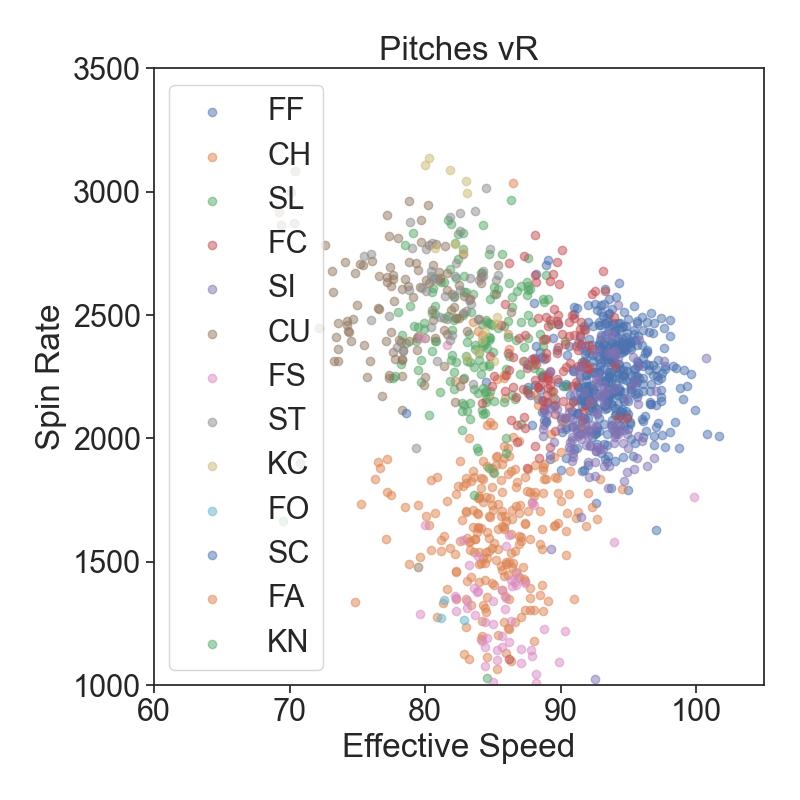 Pitches vR
3500
3000
2500
2000
1500
1000
Spin Rate
FF
CH
SL
FC
SI
CU
FS
ST
KC
FO
SC
FA
KN
60
70
80
90
100
Effective Speed